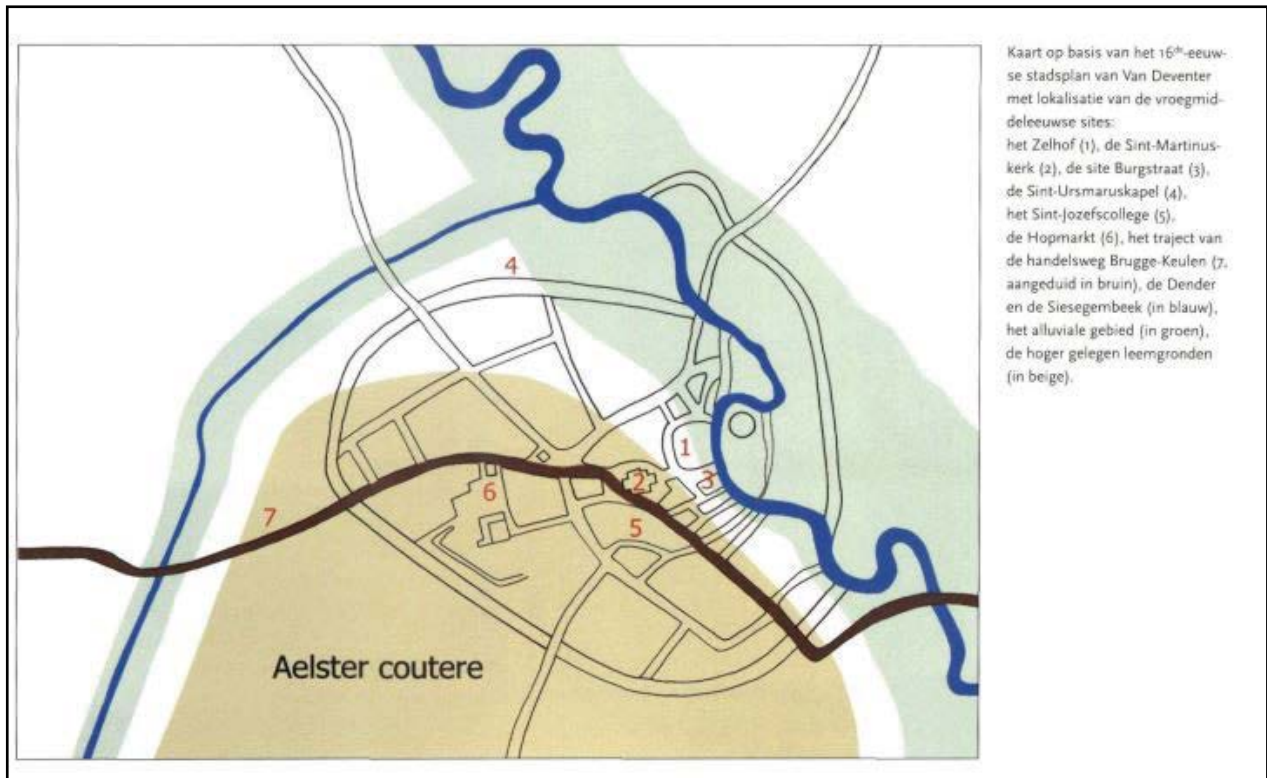 Kaart op basis van het 16de-eeuw-
se stadsplan van Van Deventer
met lokalisatie van de vroegmid-
deleeuwse sites:
het Zelhof (1), de Sint-Martinus-
kerk (2), de site Burgstraat (3),
de Sint-Ursmaruskapel (4),
het Sint-Jozefscollege (5),
de Hopmarkt (6), het traject van
de handelsweg Brugge-Keulen (7,
aangeduid in bruin), de Dender
en de Siesegembeek (in blauw),
het alluviale gebied (in groen),
de hoger gelegen leemgronden
(in beige).
4
1
2
3
6
7
5
Aelster coutere